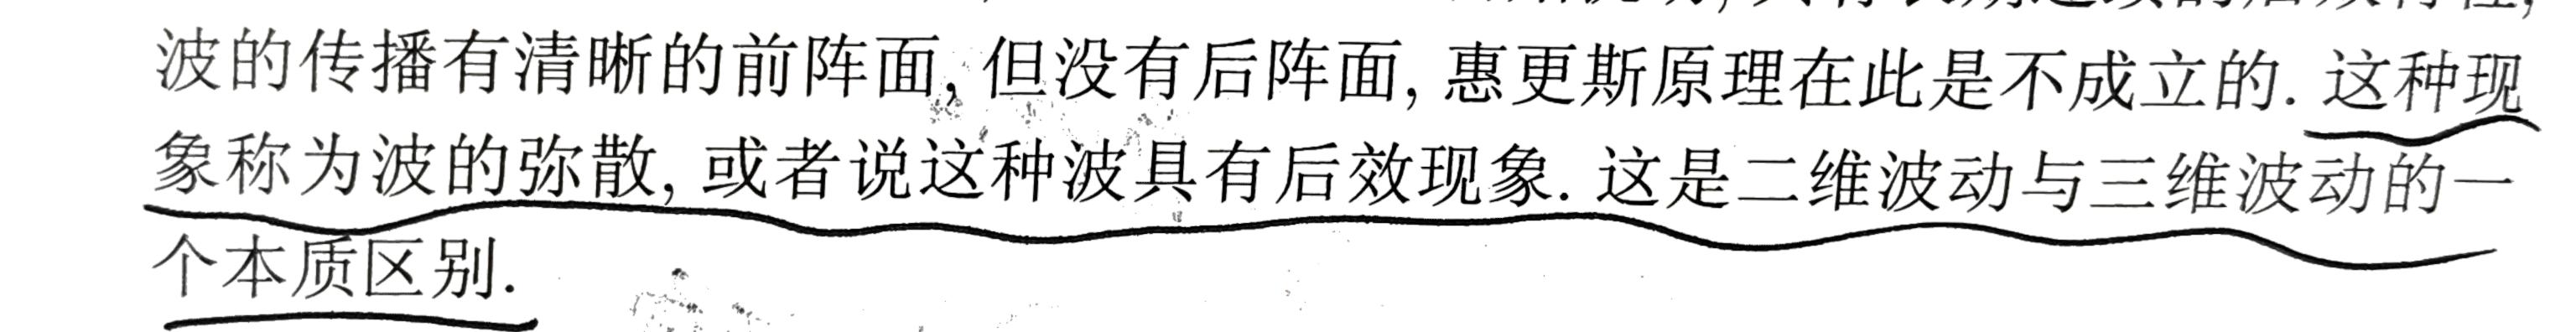 波的传播有清晰的前阵面, 但没有后阵面, 惠更斯原理在此是不成立的. 这种现
象称为波的弥散, 或者说这种波具有后效现象. 这是二维波动与三维波动的一
个本质区别.